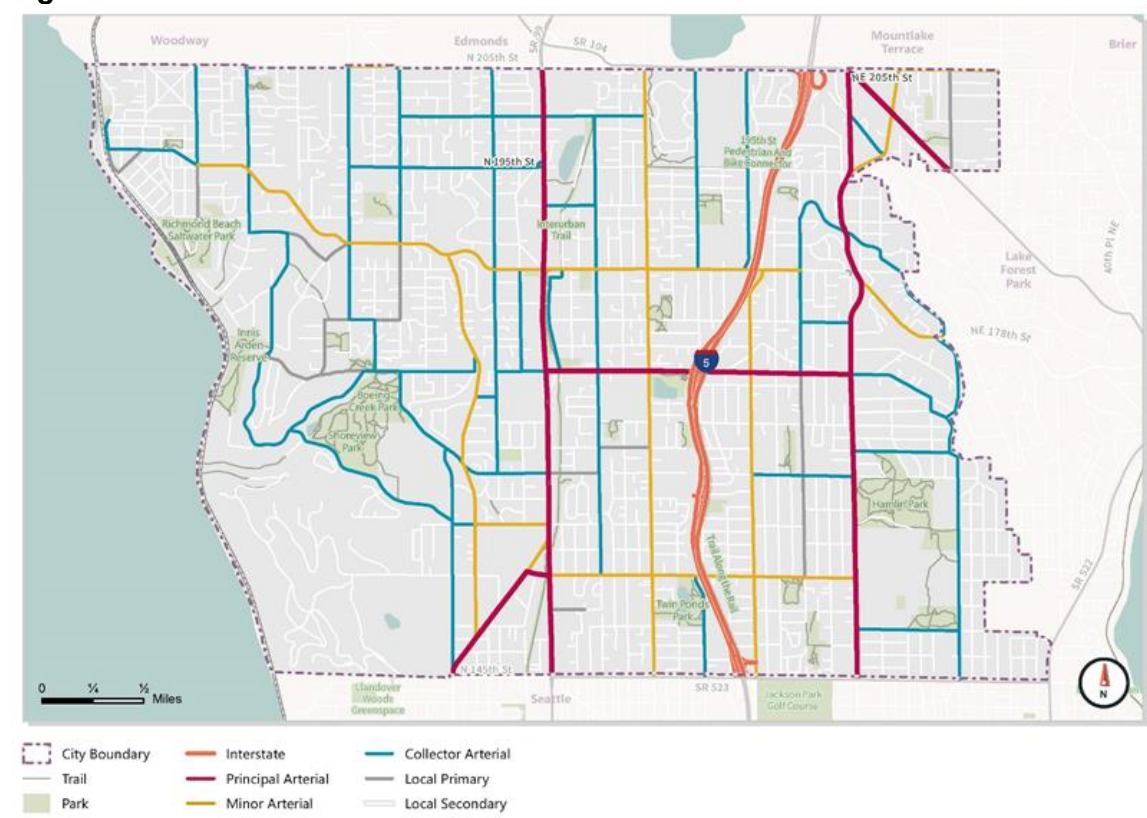 Woodway
Edmonds
SR 99
SR 104
N 205th St
Mountlake
Terrace
Brier
NE 205th St
195th St
Pedestrian And
Bike Connector
N 195th St
Richmond Beach
Saltwater Park
Interurban
Trail
40th Pl NE
Lake
Forest
Park
NE 178th St
Innis
Arden
Reserve
5
Boeing
Creek Park
Shoreview
Park
Hamlin Park
Trail Along the Rail
SR 522
Twin Ponds
Park
N 145th St
0 ¼ ½ Miles
Llandover
Woods
Greenspace
Seattle
SR 523
Jackson Park
Golf Course
N
City Boundary
Trail
Park
Interstate
Principal Arterial
Minor Arterial
Collector Arterial
Local Primary
Local Secondary